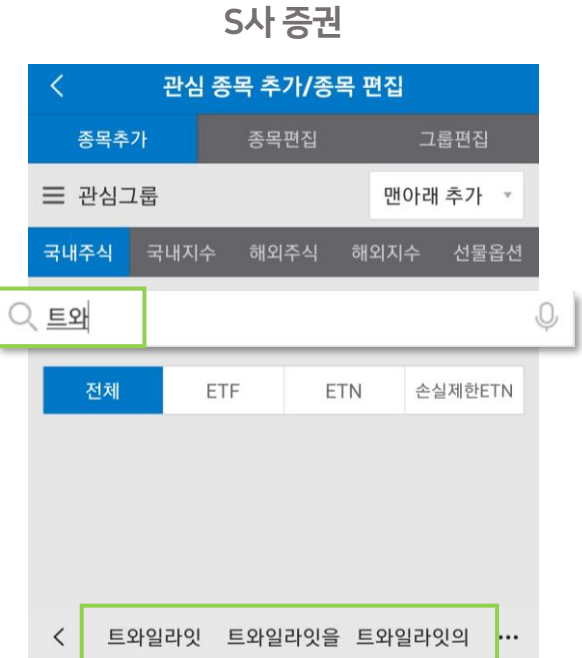 S사 증권
관심 종목 추가/종목 편집
종목추가 종목편집 그룹편집
관심그룹 맨아래 추가
국내주식 국내지수 해외주식 해외지수 선물옵션
트와
전체 ETF ETN 손실제한ETN
트와일라잇 트와일라잇을 트와일라잇의 ...